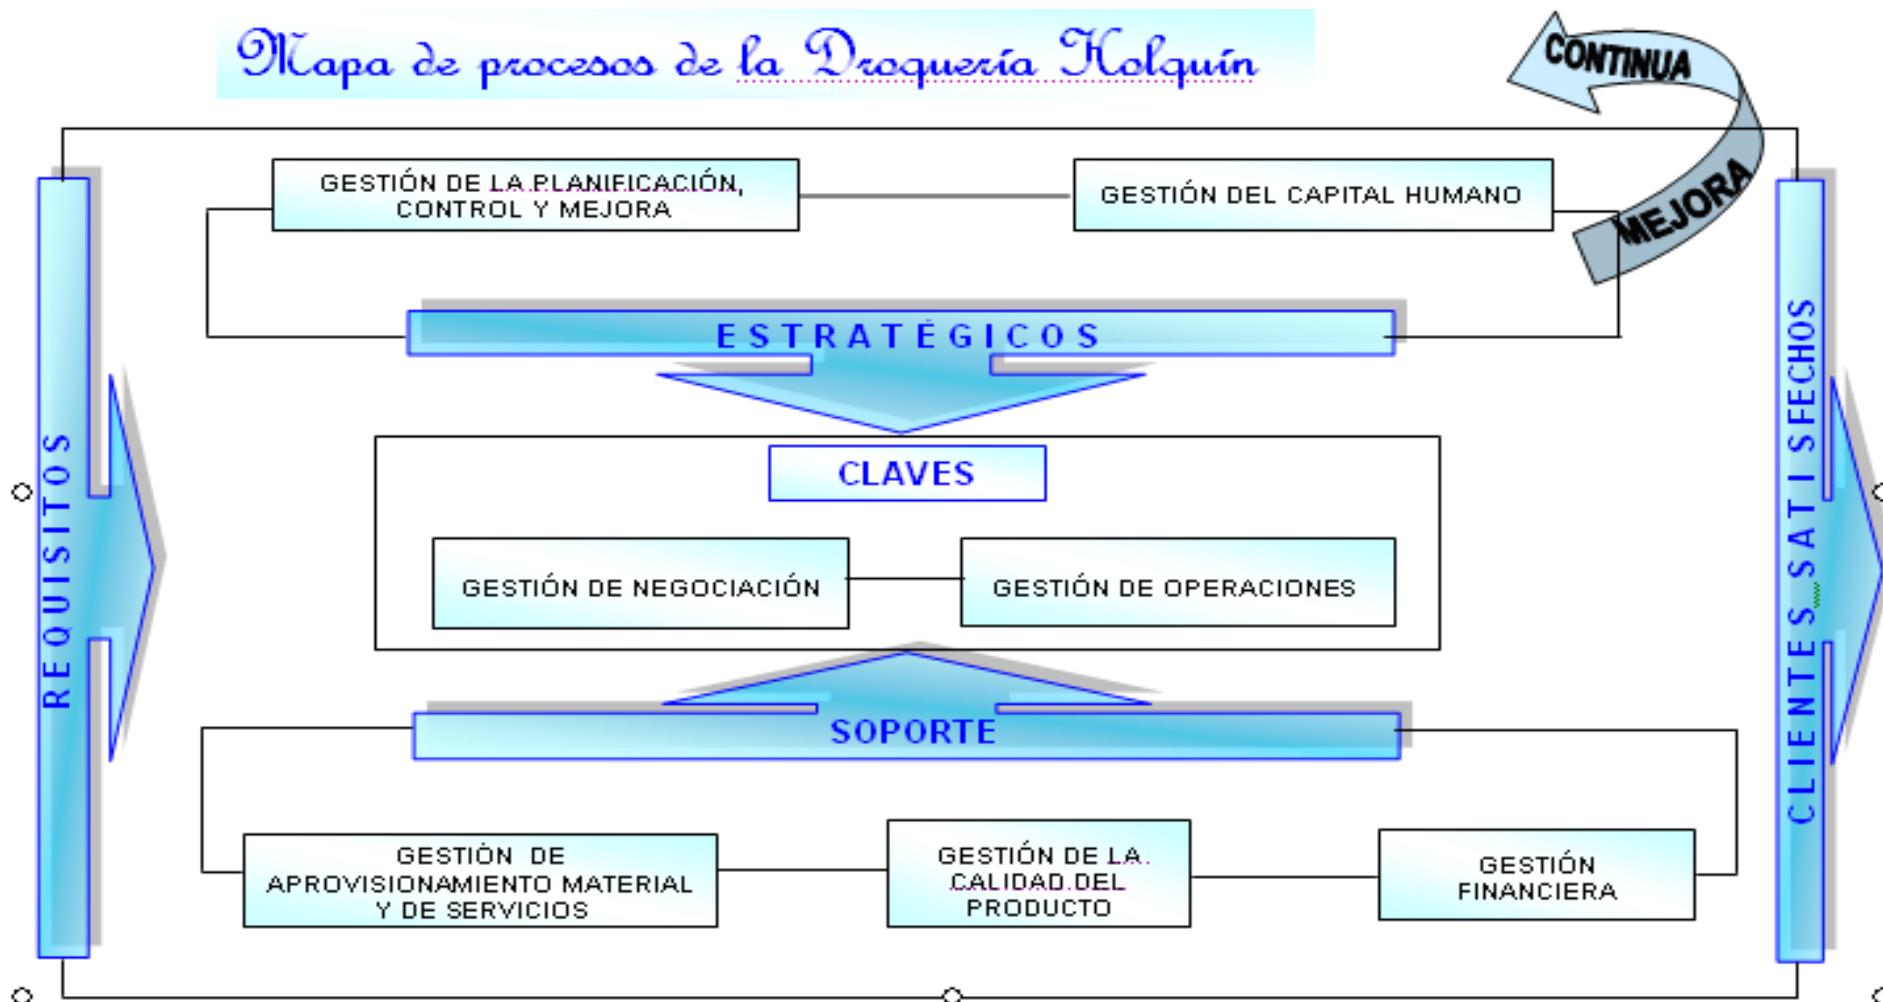 Mapa de procesos de la Droquería Holquín
CONTINUA
MEJORA
GESTIÓN DE LA PLANIFICACIÓN,
CONTROL Y MEJORA
GESTIÓN DEL CAPITAL HUMANO
ESTRATÉGICOS
REQUISITOS
CLAVES
GESTIÓN DE NEGOCIACIÓN
GESTIÓN DE OPERACIONES
CLIENTES SATISFECHOS
SOPORTE
GESTIÓN DE
APROVISIONAMIENTO MATERIAL
Y DE SERVICIOS
GESTIÓN DE LA
CALIDAD DEL
PRODUCTO
GESTIÓN
FINANCIERA